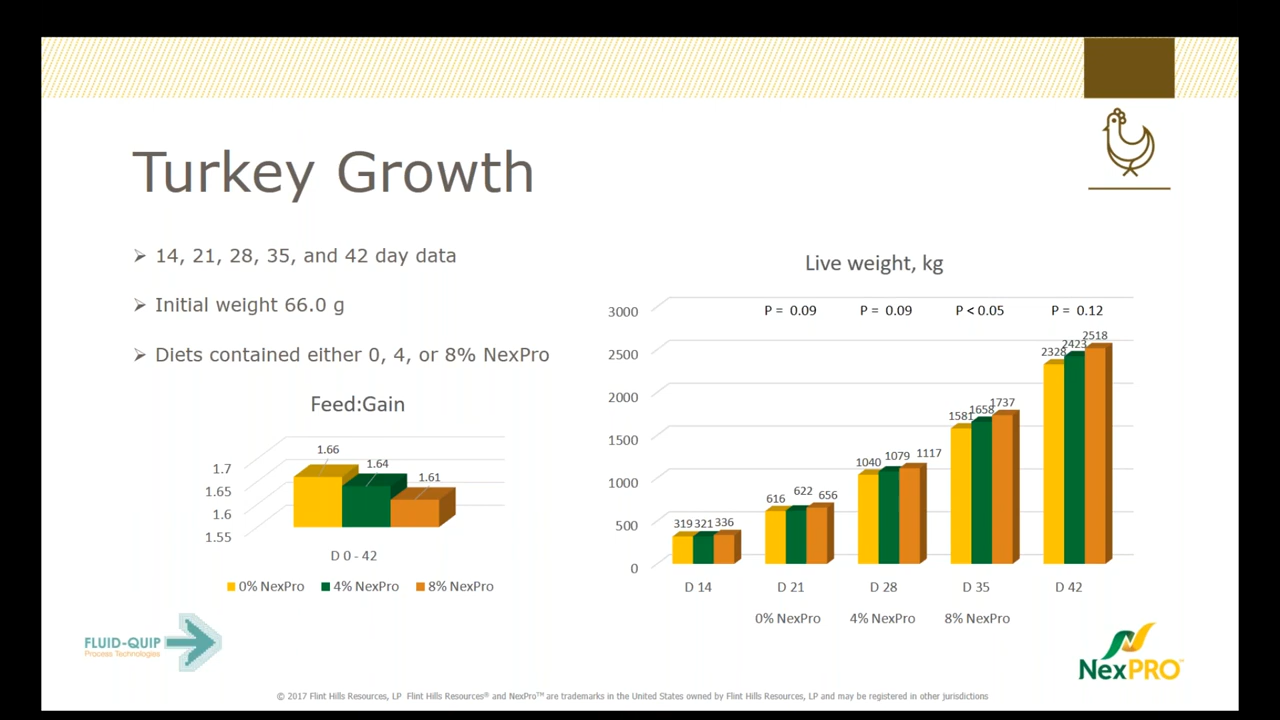 Turkey Growth
14, 21, 28, 35, and 42 day data
Initial weight 66.0 g
Diets contained either 0, 4, or 8% NexPro
Feed:Gain
1.7
1.65
1.6
1.55
1.66
1.64
1.61
D 0 - 42
0% NexPro 4% NexPro 8% NexPro
Live weight, kg
3000
2500
2000
1500
1000
500
0
P = 0.09 P = 0.09 P < 0.05 P = 0.12
319 321 336
616 622 656
1040 1079 1117
1581 1658 1737
2328 2423 2518
D 14 D 21 D 28 D 35 D 42
0% NexPro 4% NexPro 8% NexPro
FLUID-QUIP
Process Technologies
NexPRO™
© 2017 Flint Hills Resources, LP Flint Hills Resources® and NexPro™ are trademarks in the United States owned by Flint Hills Resources, LP and may be registered in other jurisdictions